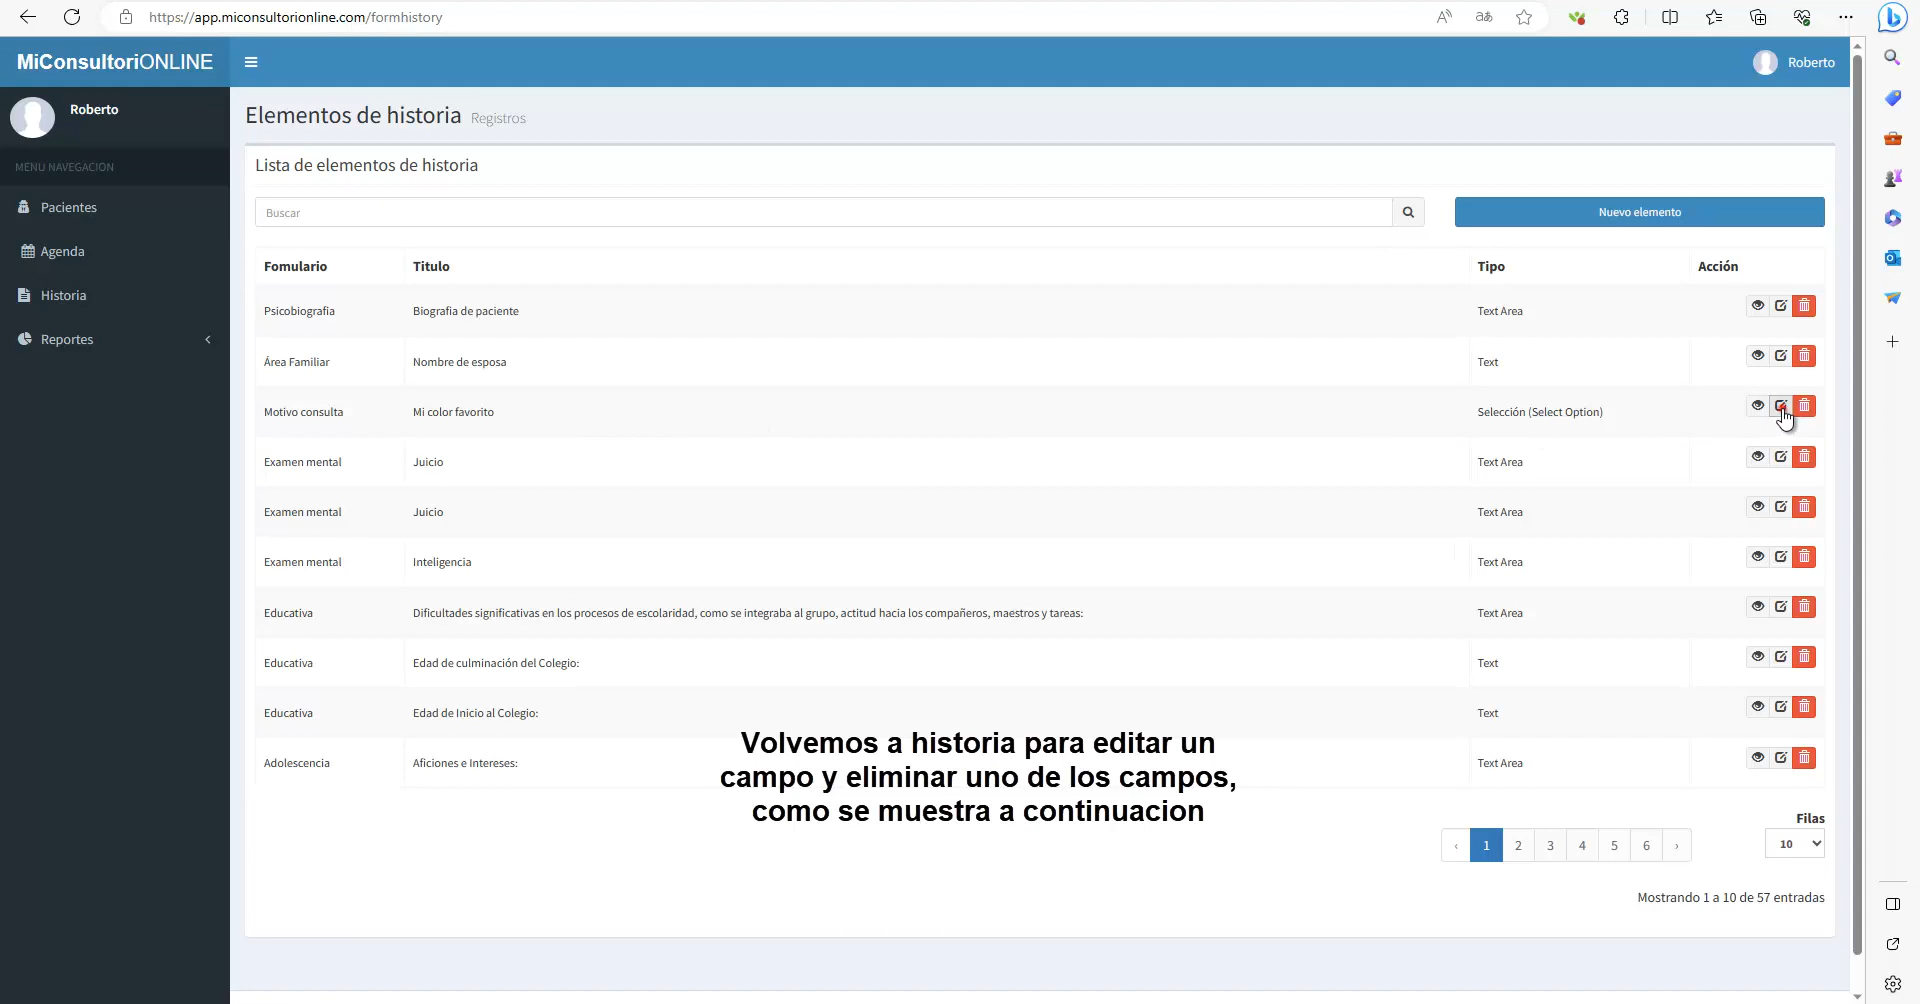 https://app.miconsultorionline.com/formhistory
MiConsultoriONLINE
Roberto
Roberto
MENU NAVEGACION
Pacientes
Agenda
Historia
Reportes
Elementos de historia Registros
Lista de elementos de historia
Buscar
Nuevo elemento
Fomulario Titulo Tipo Acción
Psicobiografia Biografia de paciente Text Area
Área Familiar Nombre de esposa Text
Motivo consulta Mi color favorito Selección (Select Option)
Examen mental Juicio Text Area
Examen mental Juicio Text Area
Examen mental Inteligencia Text Area
Educativa Dificultades significativas en los procesos de escolaridad, como se integraba al grupo, actitud hacia los compañeros, maestros y tareas: Text Area
Educativa Edad de culminación del Colegio: Text
Educativa Edad de Inicio al Colegio: Text
Adolescencia Aficiones e Intereses: Text Area
Volvemos a historia para editar un
campo y eliminar uno de los campos,
como se muestra a continuacion
Filas
‹ 1 2 3 4 5 6 › 10
Mostrando 1 a 10 de 57 entradas